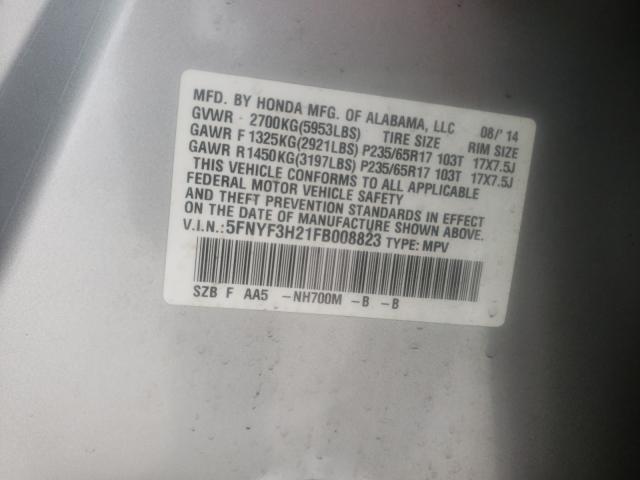 MFD. BY HONDA MFG. OF ALABAMA, LLC 08/'14
GVWR - 2700KG(5953LBS) TIRE SIZE RIM SIZE
GAWR F 1325KG(2921LBS) P235/65R17 103T 17X7.5J
GAWR R1450KG(3197LBS) P235/65R17 103T 17X7.5J
THIS VEHICLE CONFORMS TO ALL APPLICABLE
FEDERAL MOTOR VEHICLE SAFETY
AND THEFT PREVENTION STANDARDS IN EFFECT
ON THE DATE OF MANUFACTURE SHOWN ABOVE.
V.I.N.: 5FNYF3H21FB008823 TYPE: MPV
SZB F AA5 -NH700M -B -B